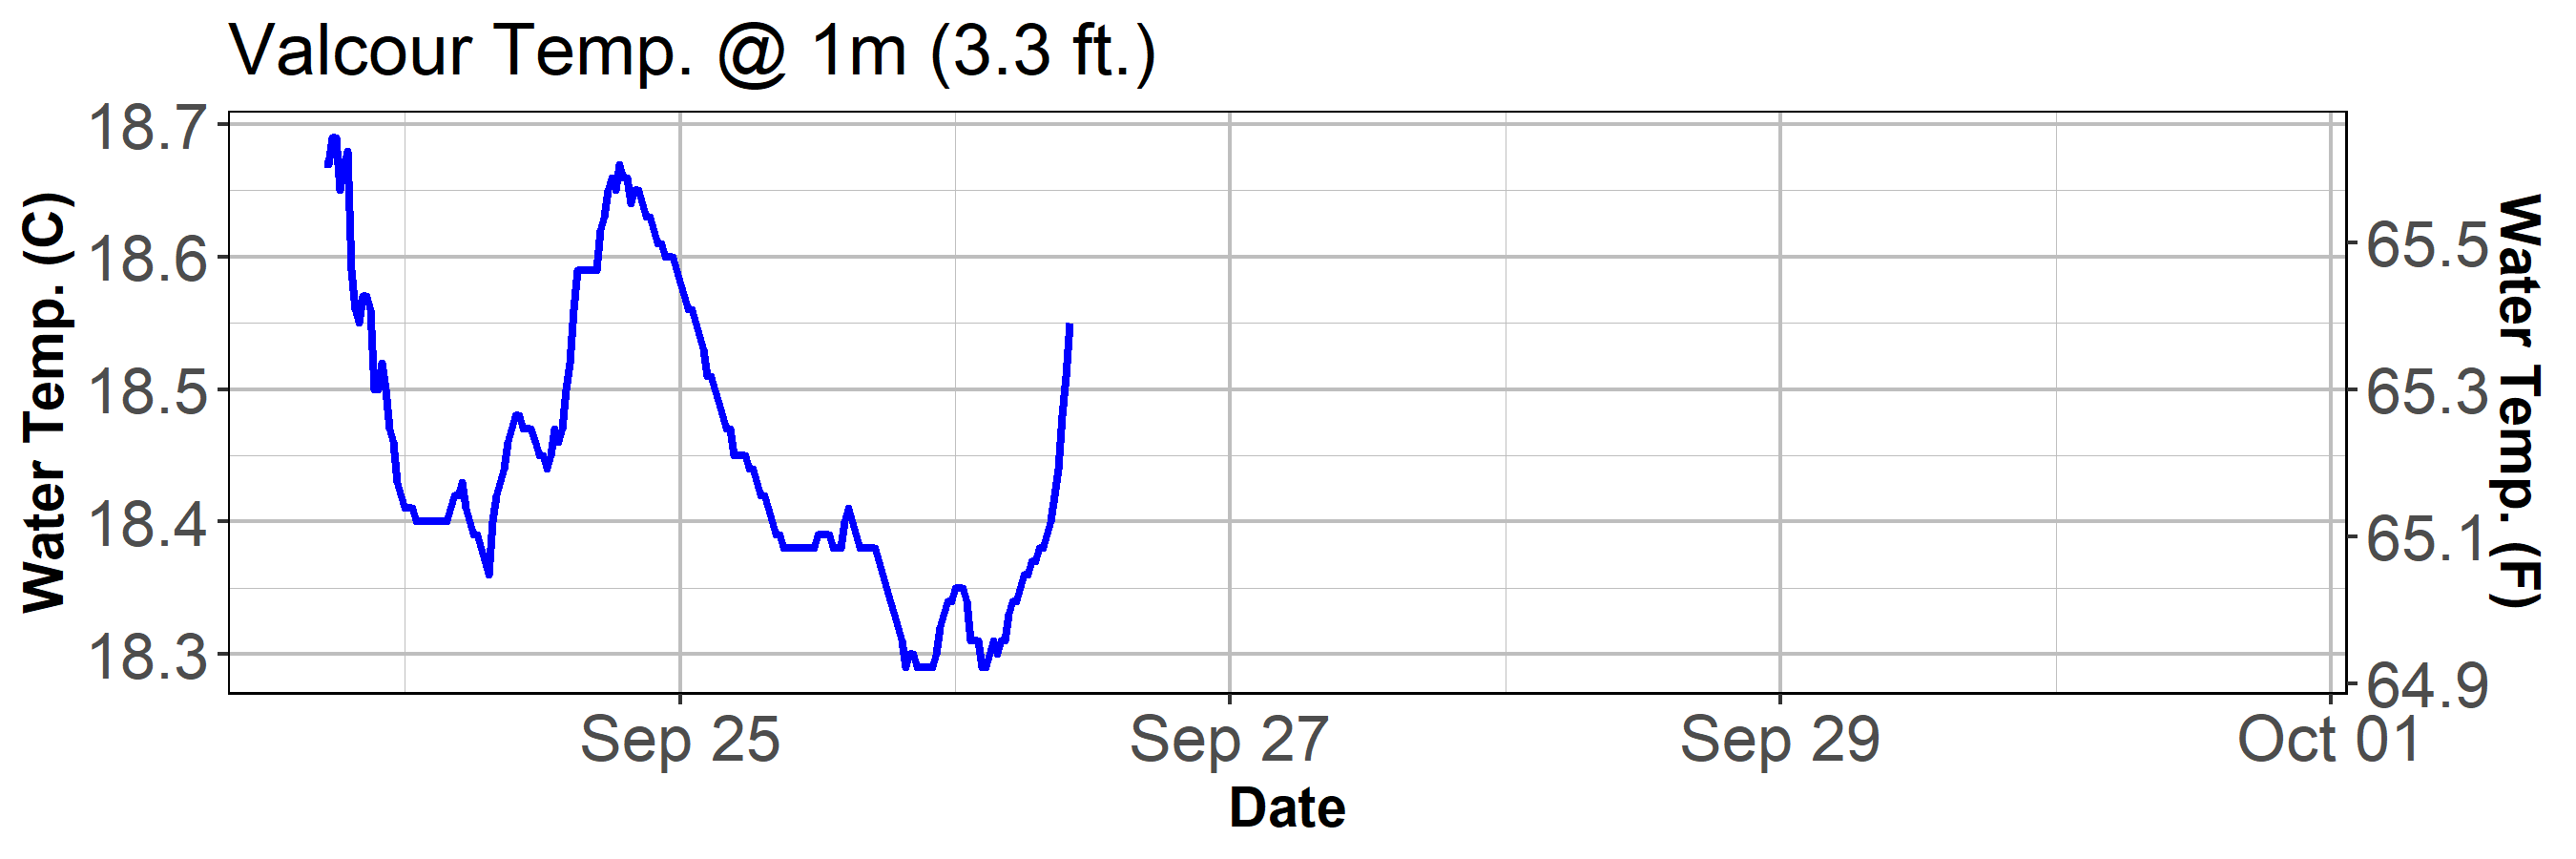 Valcour Temp. @ 1m (3.3 ft.)
Water Temp. (C)
18.7
18.6
18.5
18.4
18.3
65.5
65.3
65.1
64.9
Water Temp. (F)
Sep 25
Sep 27
Sep 29
Oct 01
Date